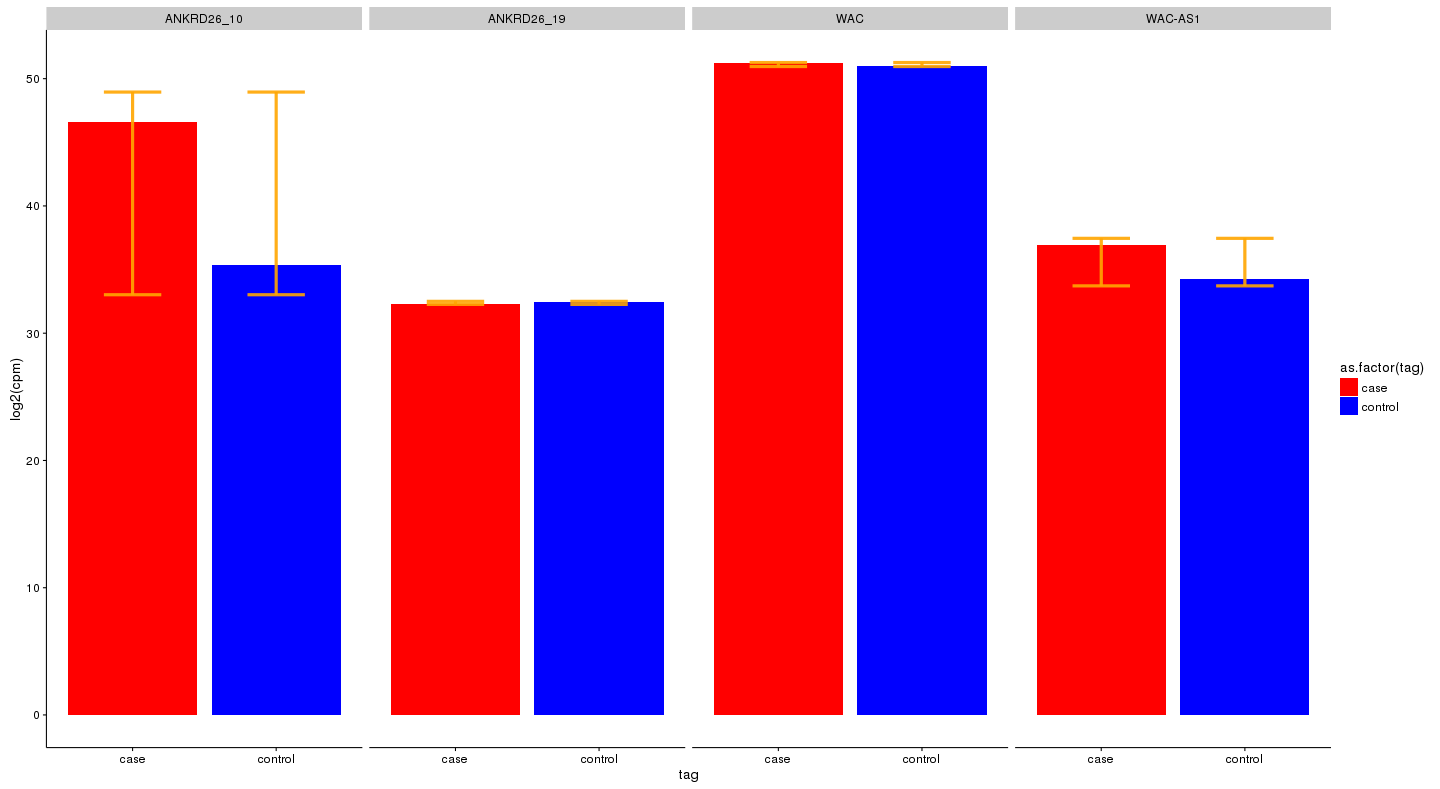 ANKRD26_10 ANKRD26_19 WAC WAC-AS1
50
40
30
20
10
0
log2(cpm)
case control case control case control case control
tag
as.factor(tag)
case
control